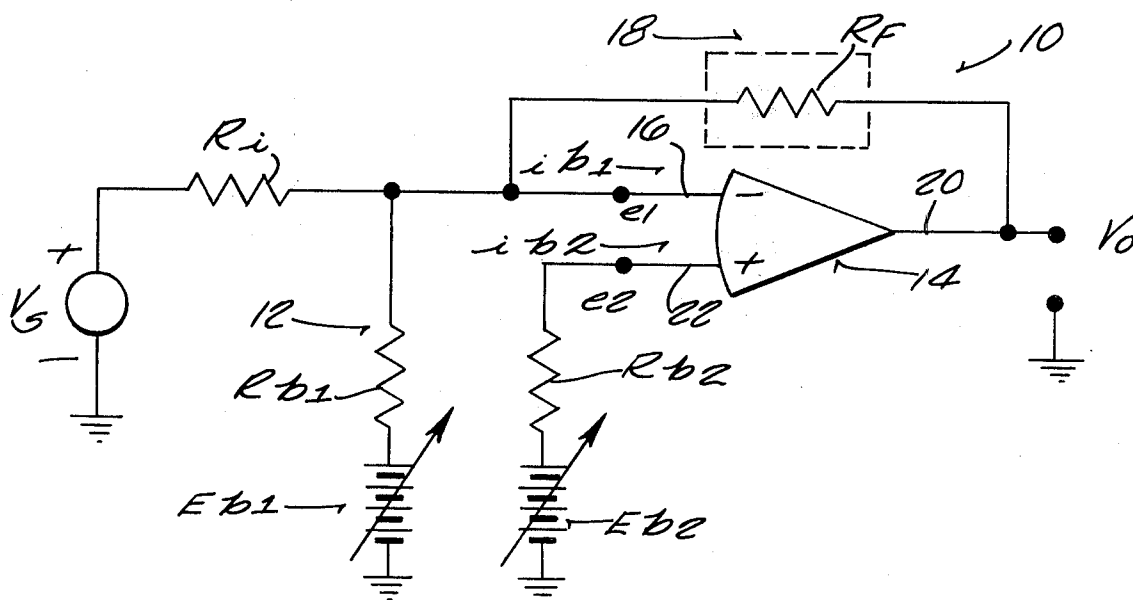 18
RF
10
Ri
ib1
16
e1
20
ib2
−
+
Vo
+
VS
−
12
e2
22
14
Rb1
Rb2
Eb1
Eb2